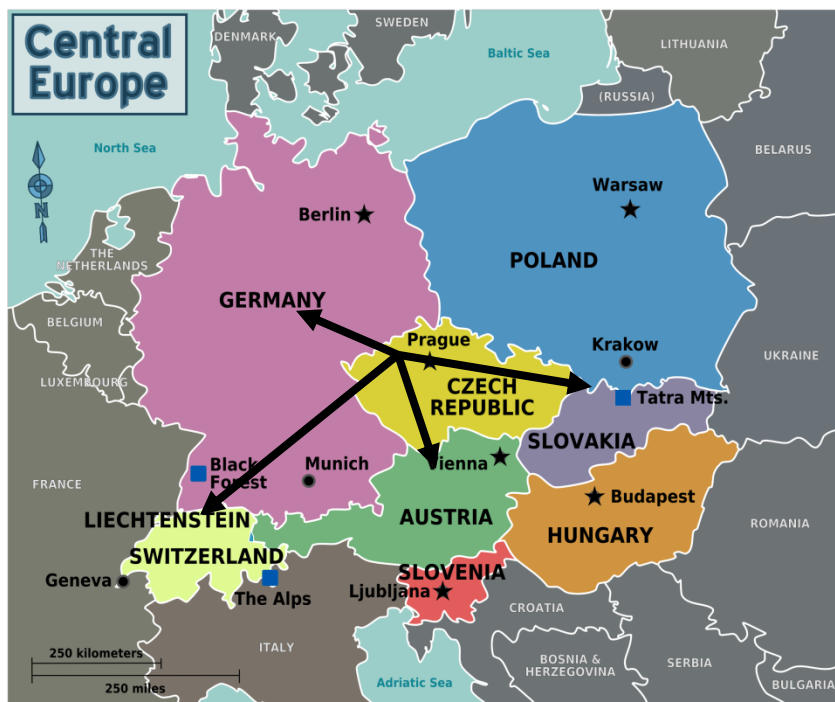 Central
Europe
DENMARK
SWEDEN
LITHUANIA
Baltic Sea
(RUSSIA)
North Sea
BELARUS
Warsaw
Berlin
THE
NETHERLANDS
POLAND
GERMANY
BELGIUM
Prague
Krakow
UKRAINE
LUXEMBOURG
CZECH
REPUBLIC
Tatra Mts.
SLOVAKIA
Black
Forest
Munich
Vienna
FRANCE
Budapest
LIECHTENSTEIN
AUSTRIA
ROMANIA
HUNGARY
SWITZERLAND
SLOVENIA
Geneva
The Alps
Ljubljana
CROATIA
N
ITALY
250 kilometers
250 miles
BOSNIA &
HERZEGOVINA
SERBIA
Adriatic Sea
BULGARIA